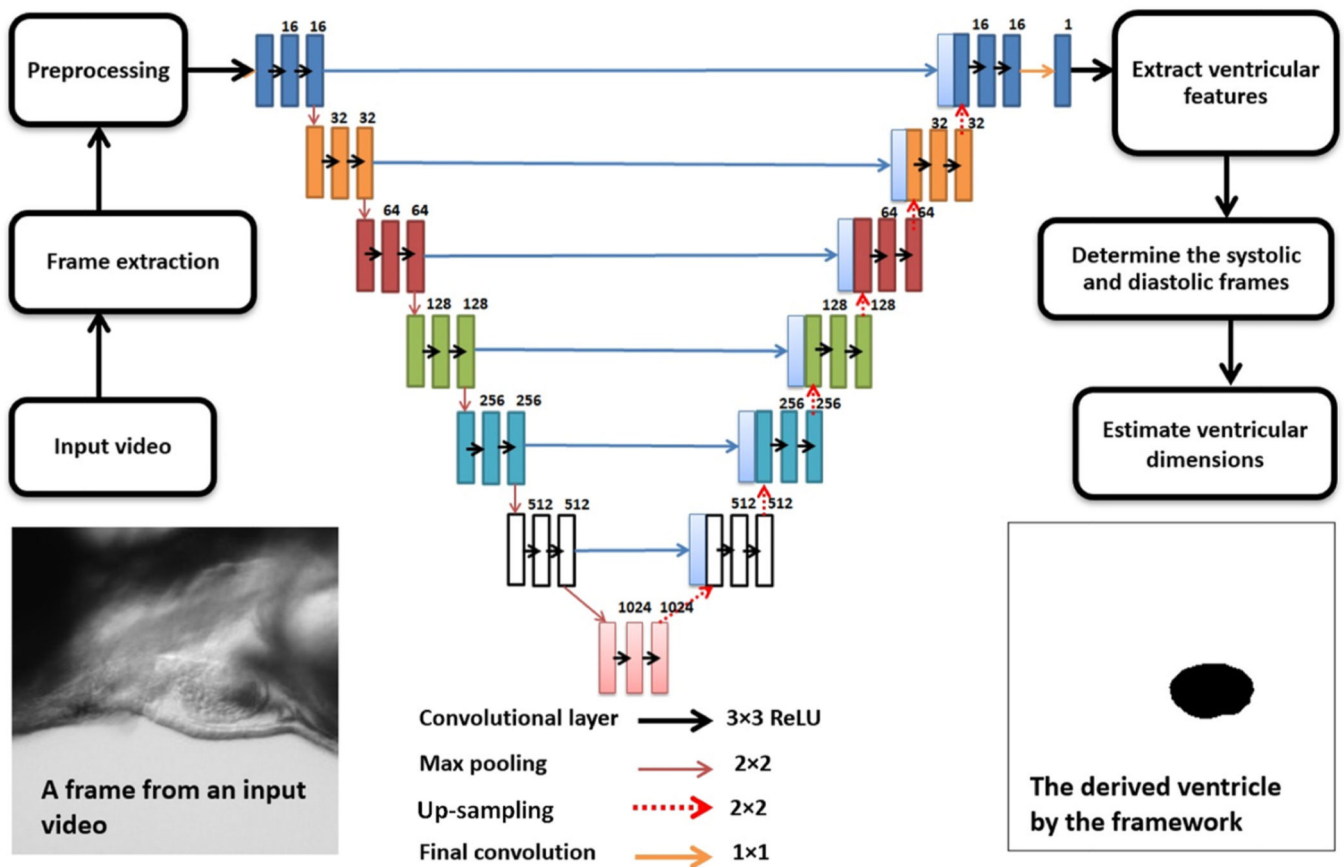 Preprocessing
Frame extraction
Input video
A frame from an input
video
16 16
32 32
64 64
128 128
256 256
512 512
1024 1024
512 512
256 256
128 128
64 64
32 32
16 16 1
Extract ventricular
features
Determine the systolic
and diastolic frames
Estimate ventricular
dimensions
The derived ventricle
by the framework
Convolutional layer 3×3 ReLU
Max pooling 2×2
Up-sampling 2×2
Final convolution 1×1